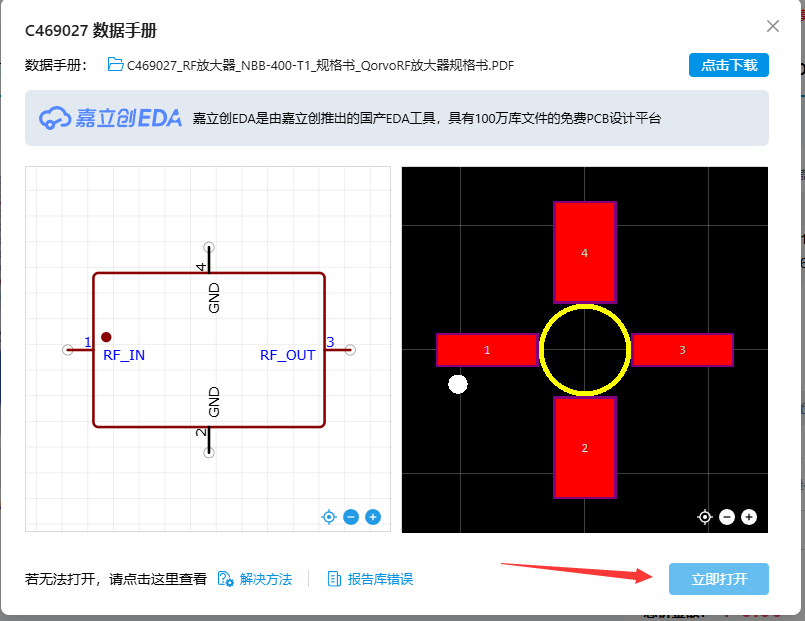 C469027 数据手册
数据手册： C469027_RF放大器_NBB-400-T1_规格书_QorvoRF放大器规格书.PDF 点击下载
嘉立创EDA 嘉立创EDA是由嘉立创推出的国产EDA工具，具有100万库文件的免费PCB设计平台
4
GND
1 RF_IN
RF_OUT 3
GND
2
4
1
3
2
若无法打开，请点击这里查看 解决方法 报告库错误 立即打开